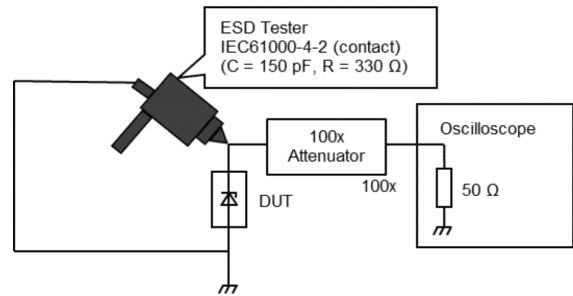 ESD Tester
IEC61000-4-2 (contact)
(C = 150 pF, R = 330 Ω)
100x
Attenuator
100x
Oscilloscope
50 Ω
DUT